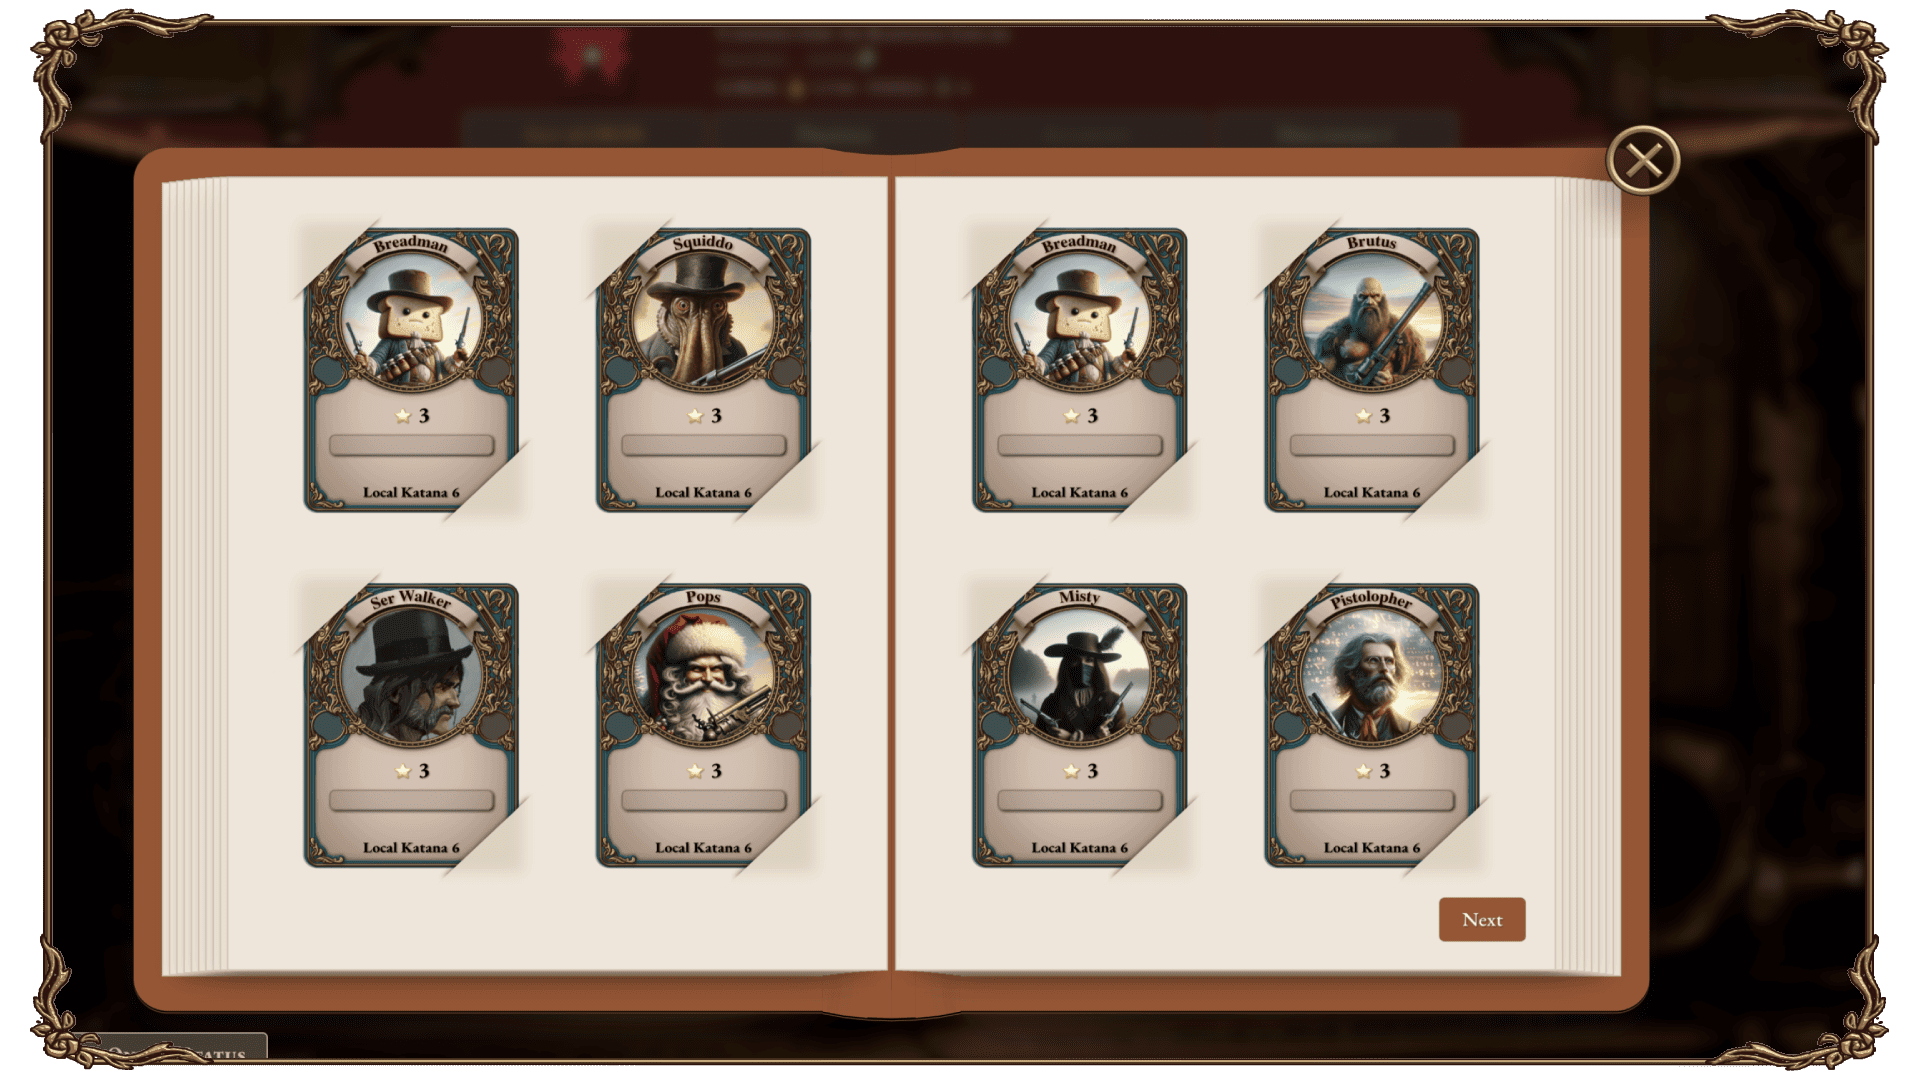 Breadman
3
Local Katana 6
Squiddo
3
Local Katana 6
Ser Walker
3
Local Katana 6
Pops
3
Local Katana 6
Breadman
3
Local Katana 6
Brutus
3
Local Katana 6
Misty
3
Local Katana 6
Pistolopher
3
Local Katana 6
Next